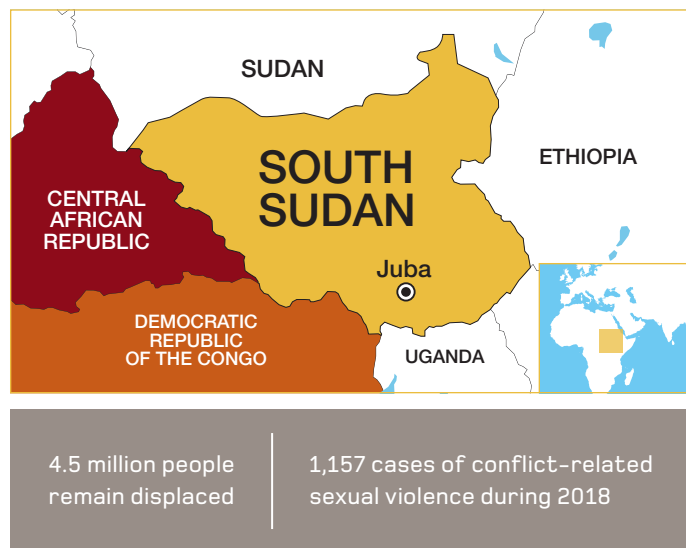 SUDAN
SOUTH
SUDAN
ETHIOPIA
CENTRAL
AFRICAN
REPUBLIC
Juba
DEMOCRATIC
REPUBLIC
OF THE CONGO
UGANDA
4.5 million people
remain displaced
1,157 cases of conflict-related
sexual violence during 2018